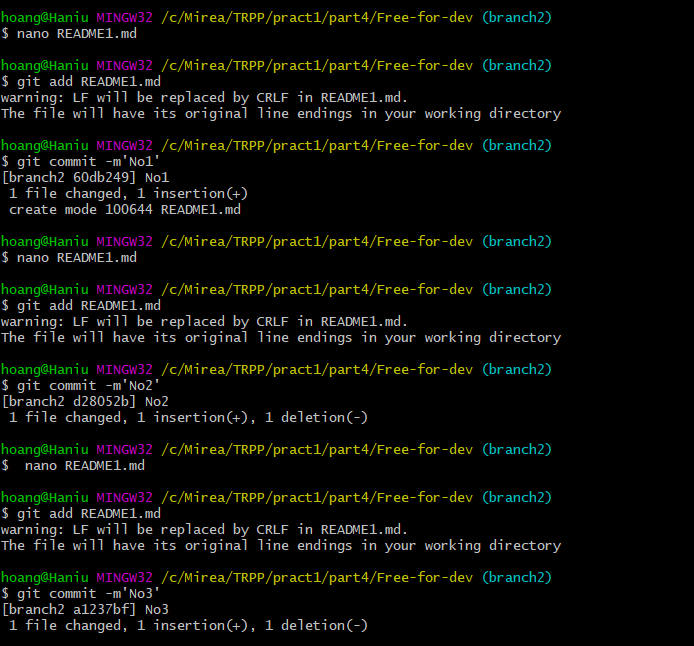 hoang@Haniu MINGW32 /c/Mirea/TRPP/pract1/part4/Free-for-dev (branch2)
$ nano README1.md
hoang@Haniu MINGW32 /c/Mirea/TRPP/pract1/part4/Free-for-dev (branch2)
$ git add README1.md
warning: LF will be replaced by CRLF in README1.md.
The file will have its original line endings in your working directory
hoang@Haniu MINGW32 /c/Mirea/TRPP/pract1/part4/Free-for-dev (branch2)
$ git commit -m'No1'
[branch2 60db249] No1
 1 file changed, 1 insertion(+)
 create mode 100644 README1.md
hoang@Haniu MINGW32 /c/Mirea/TRPP/pract1/part4/Free-for-dev (branch2)
$ nano README1.md
hoang@Haniu MINGW32 /c/Mirea/TRPP/pract1/part4/Free-for-dev (branch2)
$ git add README1.md
warning: LF will be replaced by CRLF in README1.md.
The file will have its original line endings in your working directory
hoang@Haniu MINGW32 /c/Mirea/TRPP/pract1/part4/Free-for-dev (branch2)
$ git commit -m'No2'
[branch2 d28052b] No2
 1 file changed, 1 insertion(+), 1 deletion(-)
hoang@Haniu MINGW32 /c/Mirea/TRPP/pract1/part4/Free-for-dev (branch2)
$  nano README1.md
hoang@Haniu MINGW32 /c/Mirea/TRPP/pract1/part4/Free-for-dev (branch2)
$ git add README1.md
warning: LF will be replaced by CRLF in README1.md.
The file will have its original line endings in your working directory
hoang@Haniu MINGW32 /c/Mirea/TRPP/pract1/part4/Free-for-dev (branch2)
$ git commit -m'No3'
[branch2 a1237bf] No3
 1 file changed, 1 insertion(+), 1 deletion(-)